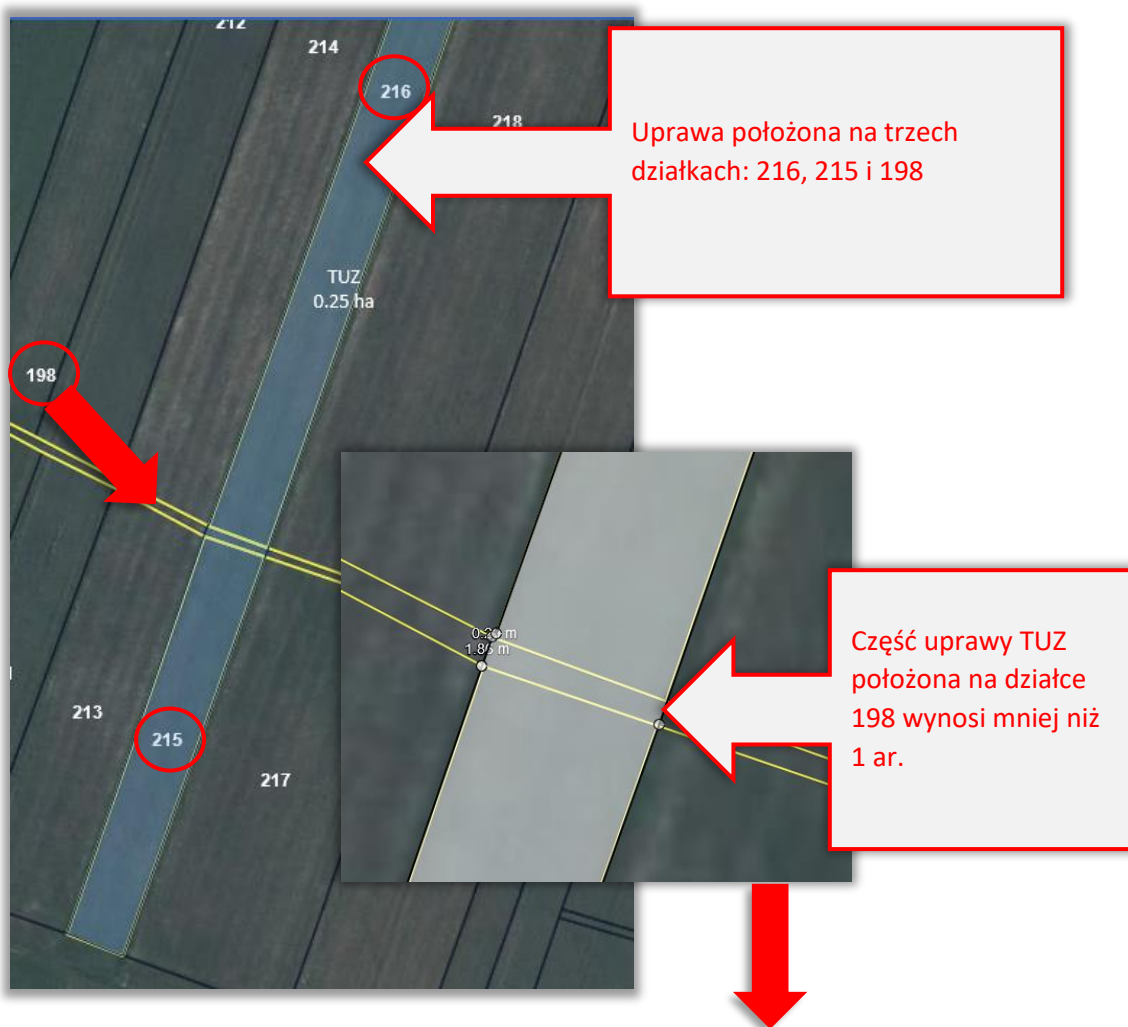 212
214
216
218
Uprawa położona na trzech
działkach: 216, 215 i 198
TUZ
0.25 ha
198
1.86 m
Część uprawy TUZ
położona na działce
198 wynosi mniej niż
1 ar.
213
215
217